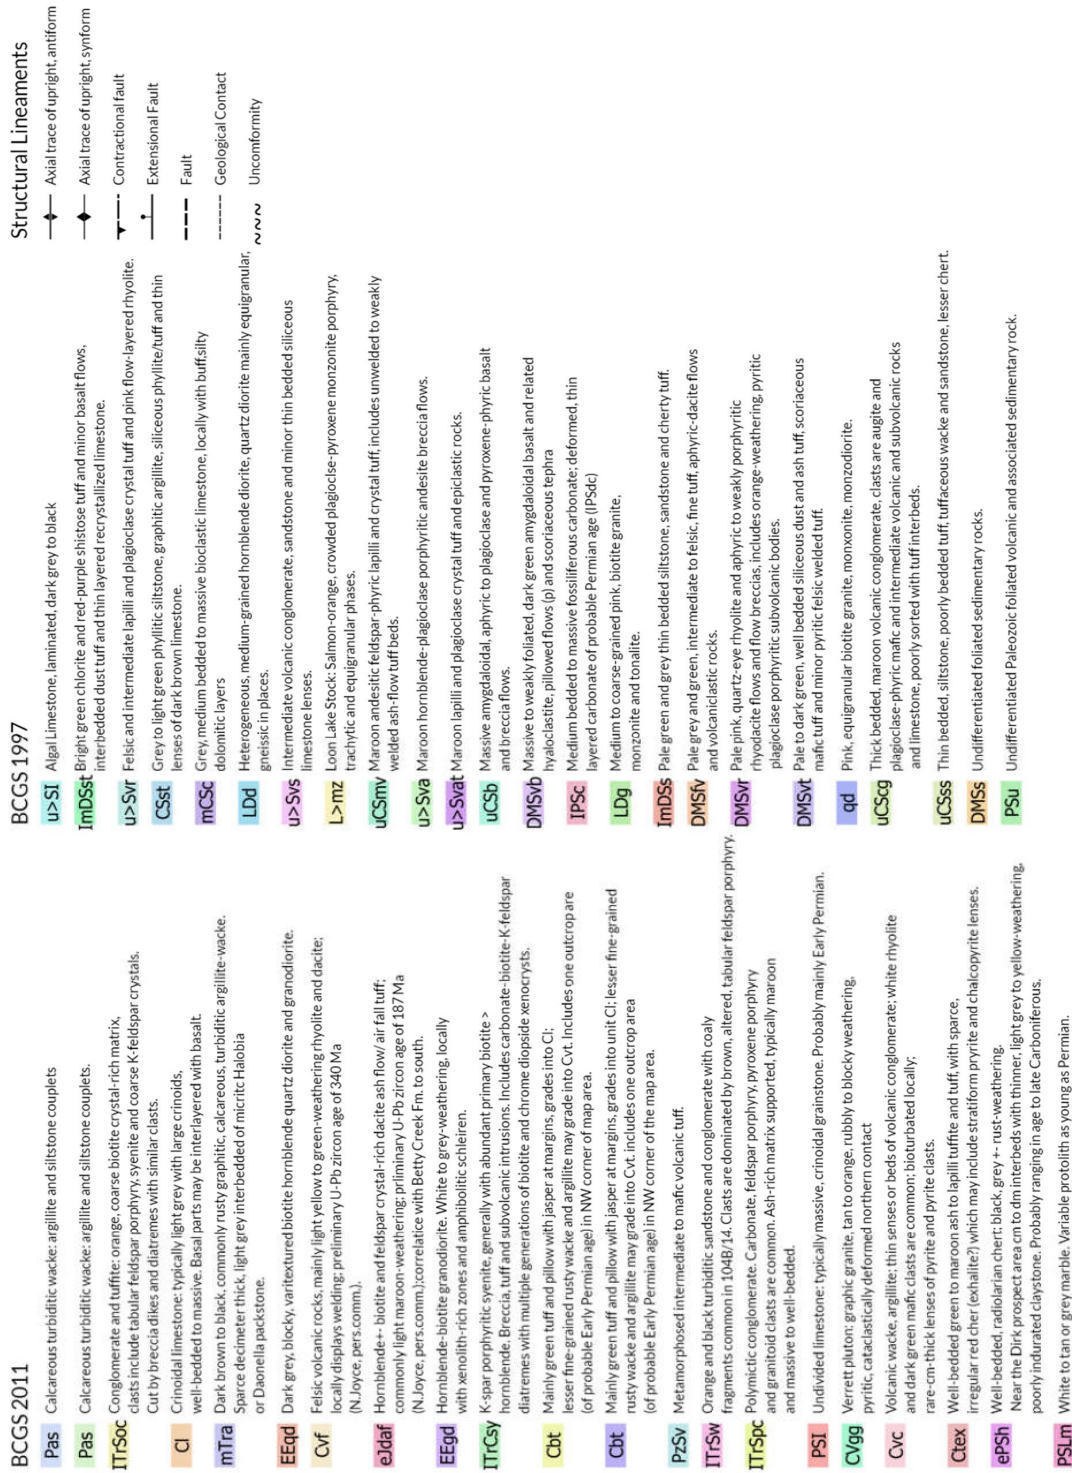 BCGS 2011
Pas Calcareous turbiditic wacke: argillite and siltstone couplets
Pas Calcareous turbiditic wacke: argillite and siltstone couplets.
ITrSoc Conglomerate and tuffite: orange, coarse biotite crystal-rich matrix,
clasts include tabular feldspar porphyry, syenite and coarse K-feldspar crystals.
Cut by breccia dikes and diatremes with similar clasts.
Cl Crinoidal limestone: typically light grey with large crinoids,
well-bedded to massive. Basal parts may be interlayered with basalt.
mTra Dark brown to black, commonly rusty graphitic, calcareous, turbiditic argillite-wacke.
Sparce decimeter thick, light grey interbedded of micritc Halobia
or Daonella packstone.
EEqd Dark grey, blocky, varitextured biotite hornblende quartz diorite and granodiorite.
Cvf Felsic volcanic rocks, mainly light yellow to green-weathering rhyolite and dacite;
locally displays welding; preliminary U-Pb zircon age of 340 Ma
(N.Joyce, pers.comm.).
eJdaf Hornblende+- biotite and feldspar crystal-rich dacite ash flow/ air fall tuff;
commonly light maroon-weathering; prliminary U-Pb zircon age of 187 Ma
(N.Joyce, pers.comm.);correlatice with Betty Creek Fm. to south.
EEgd Hornblende-biotite granodiorite. White to grey-weathering, locally
with xenolith-rich zones and amphibolitic schleiren.
ITrCsy K-spar porphyritic syenite, generally with abundant primary biotite >
hornblende. Breccia, tuff and subvolcanic intrusions. Includes carbonate-biotite-K-feldspar
diatremes with multiple generations of biotite and chrome diopside xenocrysts.
Cbt Mainly green tuff and pillow with jasper at margins, grades into Cl;
lesser fine-grained rusty wacke and argillite may grade into Cvt. Includes one outcrop are
(of probable Early Permian age) in NW corner of map area.
Cbt Mainly green tuff and pillow with jasper at margins, grades into unit Cl; lesser fine-grained
rusty wacke and argillite may grade into Cvt. includes one outcrop area
(of probable Early Permian age) in NW corner of the map area.
PzSv Metamorphosed intermediate to mafic volcanic tuff.
ITrSw Orange and black turbiditic sandstone and conglomerate with coaly
fragments common in 104B/14. Clasts are dominated by brown, altered, tabular feldspar porphyry.
ITrSpc Polymictic conglomerate. Carbonate, feldspar porphyry, pyroxene porphyry
and granitoid clasts are common. Ash-rich matrix supported, typically maroon
and massive to well-bedded.
PSl Undivided limestone: typically massive, crinoidal grainstone. Probably mainly Early Permian.
CVgg Verrett pluton: graphic granite, tan to orange, rubbly to blocky weathering,
pyritic, cataclastically deformed northern contact
Cvc Volcanic wacke, argillite; thin senses or beds of volcanic conglomerate; white rhyolite
and dark green mafic clasts are common; bioturbated locally;
rare-cm-thick lenses of pyrite and pyrite clasts.
Ctex Well-bedded green to maroon ash to lapilli tuffite and tuff, with sparce,
irregular red cher (exhalite?) which may include stratiform pryrite and chalcopyrite lenses.
ePSh Well-bedded, radiolarian chert; black, grey +- rust-weathering.
Near the Dirk prospect area cm to dm interbeds with thinner, light grey to yellow-weathering,
poorly indurated claystone. Probably ranging in age to late Carboniferous.
PSLm White to tan or grey marble. Variable protolith as young as Permian.
BCGS 1997
u>Sl Algal Limestone, laminated, dark grey to black
lmDSst Bright green chlorite and red-purple shistose tuff and minor basalt flows,
interbedded dust tuff and thin layered recrystallized limestone.
u>Svr Felsic and intermediate lapilli and plagioclase crystal tuff and pink flow-layered rhyolite.
CSst Grey to light green phyllitic siltstone, graphitic argillite, siliceous phyllite/tuff and thin
lenses of dark brown limestone.
mCSc Grey, medium bedded to massive bioclastic limestone, locally with buff,silty
dolomitic layers
LDd Heterogeneous, medium-grained hornblende diorite, quartz diorite mainly equigranular,
gneissic in places.
u>Svs Intermediate volcanic conglomerate, sandstone and minor thin bedded siliceous
limestone lenses.
L>mz Loon Lake Stock: Salmon-orange, crowded plagioclse-pyroxene monzonite porphyry,
trachytic and equigranular phases.
uCSmv Maroon andesitic feldspar-phyric lapilli and crystal tuff, includes unwelded to weakly
welded ash-flow tuff beds.
u>Sva Maroon hornblende-plagioclase porphyritic andesite breccia flows.
u>Svat Maroon lapilli and plagioclase crystal tuff and epiclastic rocks.
uCSb Massive amygdaloidal, aphyric to plagioclase and pyroxene-phyric basalt
and breccia flows.
DMSvb Massive to weakly foliated, dark green amygdaloidal basalt and related
hyaloclastite, pillowed flows (p) and scoriaceous tephra
IPSc Medium bedded to massive fossiliferous carbonate; deformed, thin
layered carbonate of probable Permian age (IPSdc)
LDg Medium to coarse-grained pink, biotite granite,
monzonite and tonalite.
lmDSs Pale green and grey thin bedded siltstone, sandstone and cherty tuff.
DMSfv Pale grey and green, intermediate to felsic, fine tuff, aphyric-dacite flows
and volcaniclastic rocks.
DMSvr Pale pink, quartz-eye rhyolite and aphyric to weakly porphyritic
rhyodacite flows and flow breccias, includes orange-weathering, pyritic
plagioclase porphyritic subvolcanic bodies.
DMSvt Pale to dark green, well bedded siliceous dust and ash tuff, scoriaceous
mafic tuff and minor pyritic felsic welded tuff.
qd Pink, equigranular biotite granite, monxonite, monzodiorite.
uCScg Thick bedded, maroon volcanic conglomerate, clasts are augite and
plagioclase-phyric mafic and intermediate volcanic and subvolcanic rocks
and limestone, poorly sorted with tuff interbeds.
uCSss Thin bedded, siltstone, poorly bedded tuff, tuffaceous wacke and sandstone, lesser chert.
DMSs Undifferentiated foliated sedimentary rocks.
PSu Undifferentiated Paleozoic foliated volcanic and associated sedimentary rock.
Structural Lineaments
Axial trace of upright, antiform
Axial trace of upright, synform
Contractional fault
Extensional Fault
Fault
Geological Contact
Uncomformity